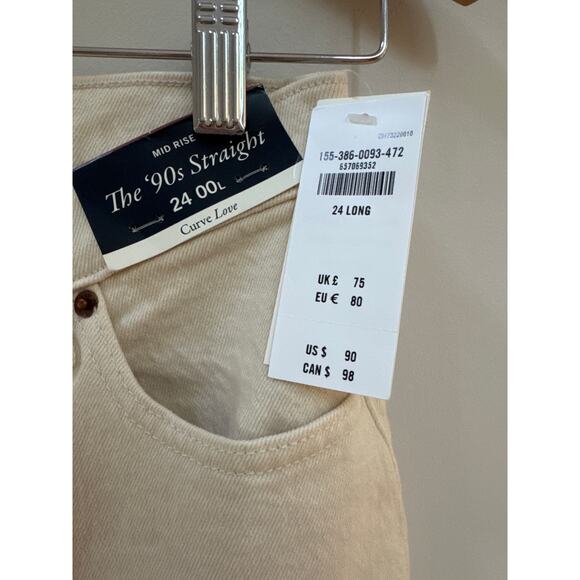 MID RISE
The '90s Straight
24 00L
Curve Love
155-386-0093-472
657069352
24 LONG
UK £ 75
EU € 80
US $ 90
CAN $ 98